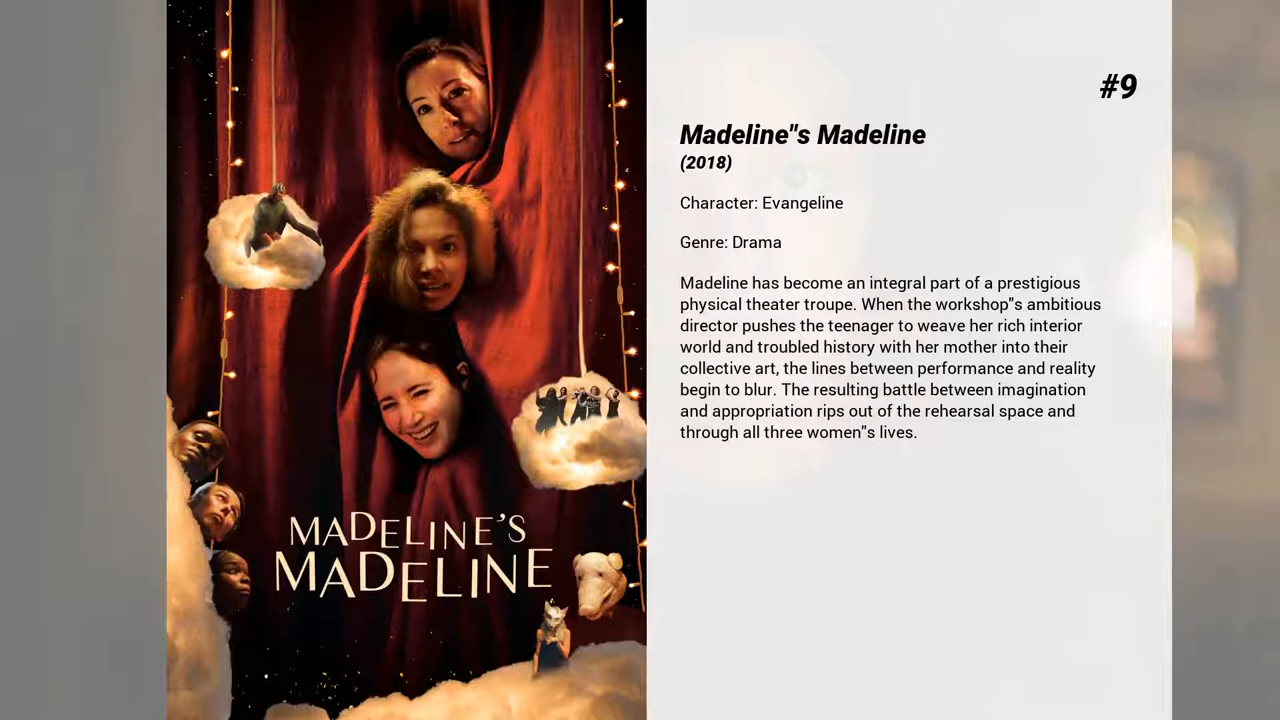 MADELINE'S
MADELINE
#9
Madeline"s Madeline
(2018)
Character: Evangeline
Genre: Drama
Madeline has become an integral part of a prestigious
physical theater troupe. When the workshop"s ambitious
director pushes the teenager to weave her rich interior
world and troubled history with her mother into their
collective art, the lines between performance and reality
begin to blur. The resulting battle between imagination
and appropriation rips out of the rehearsal space and
through all three women"s lives.